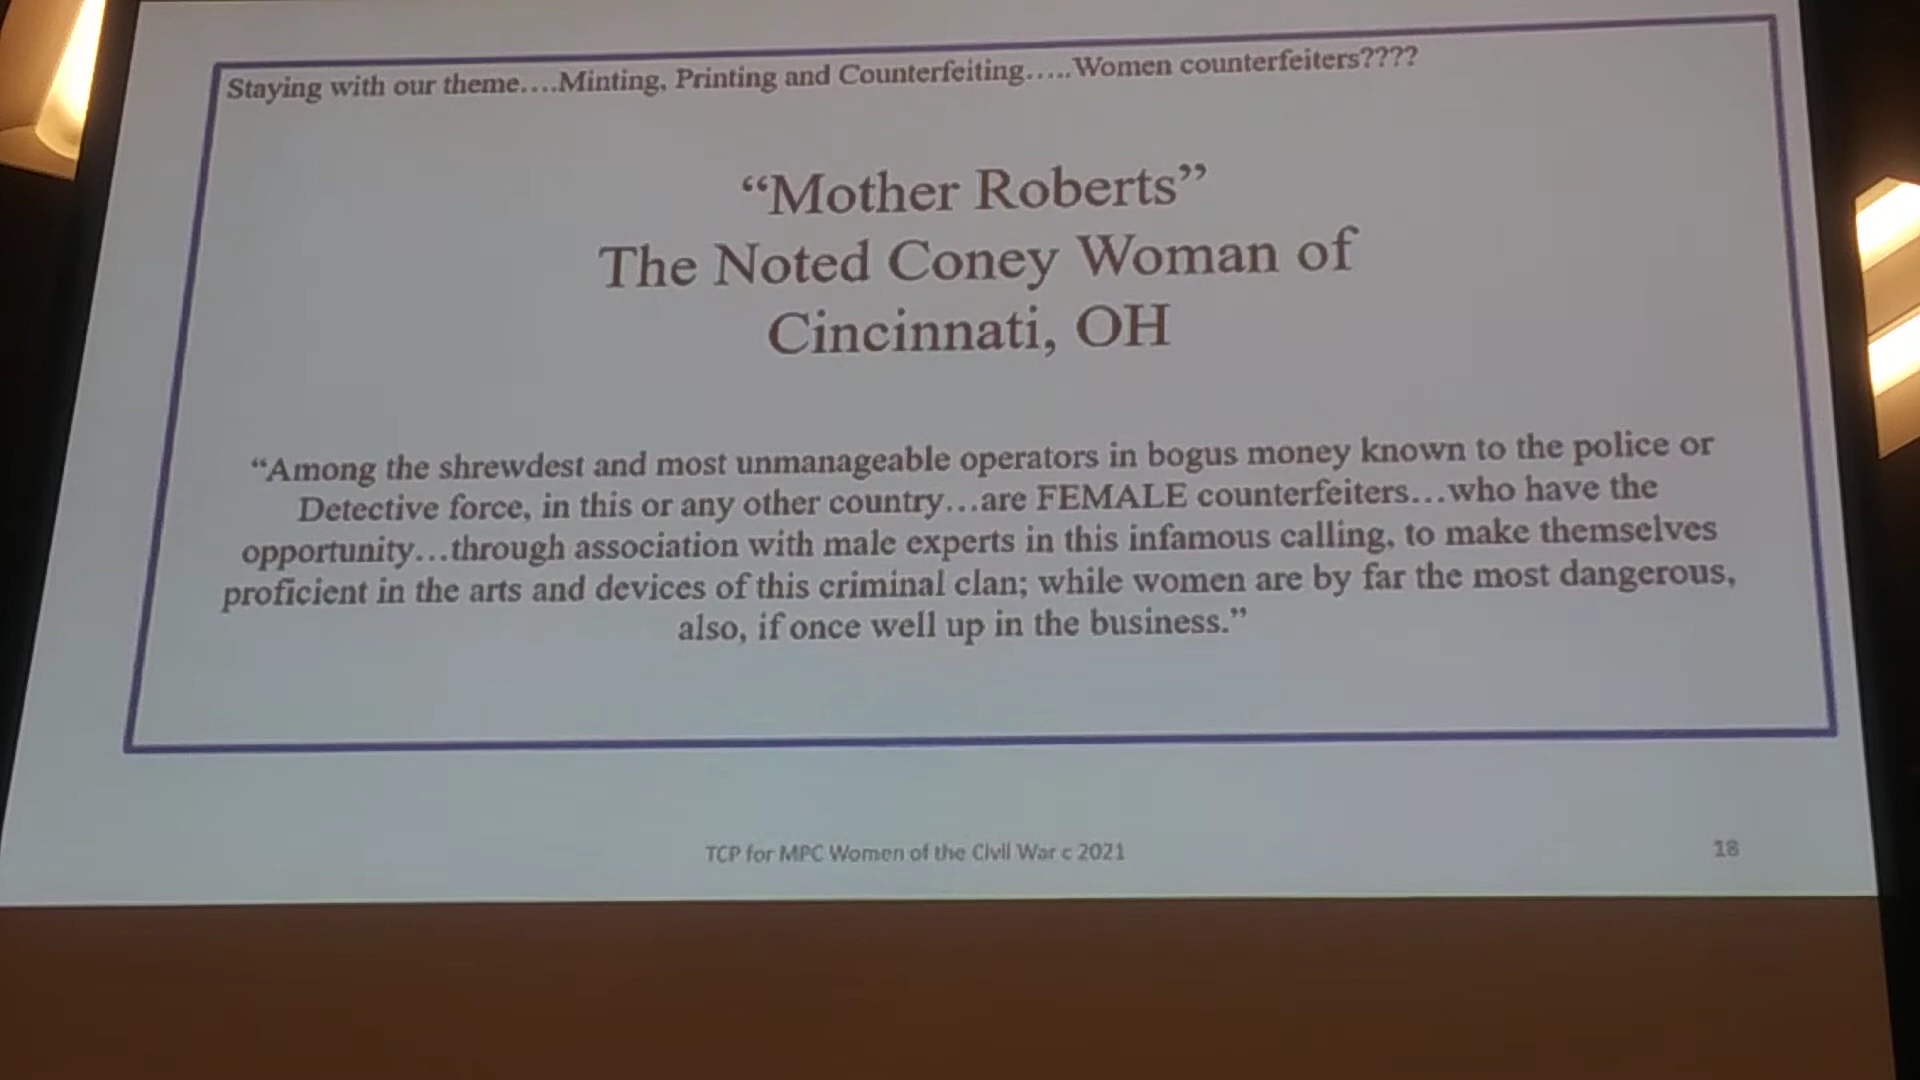 Staying with our theme....Minting, Printing and Counterfeiting.....Women counterfeiters????
“Mother Roberts”
The Noted Coney Woman of
Cincinnati, OH
“Among the shrewdest and most unmanageable operators in bogus money known to the police or
Detective force, in this or any other country…are FEMALE counterfeiters…who have the
opportunity…through association with male experts in this infamous calling, to make themselves
proficient in the arts and devices of this criminal clan; while women are by far the most dangerous,
also, if once well up in the business.”
TCP for MPC Women of the Civil War c 2021
18